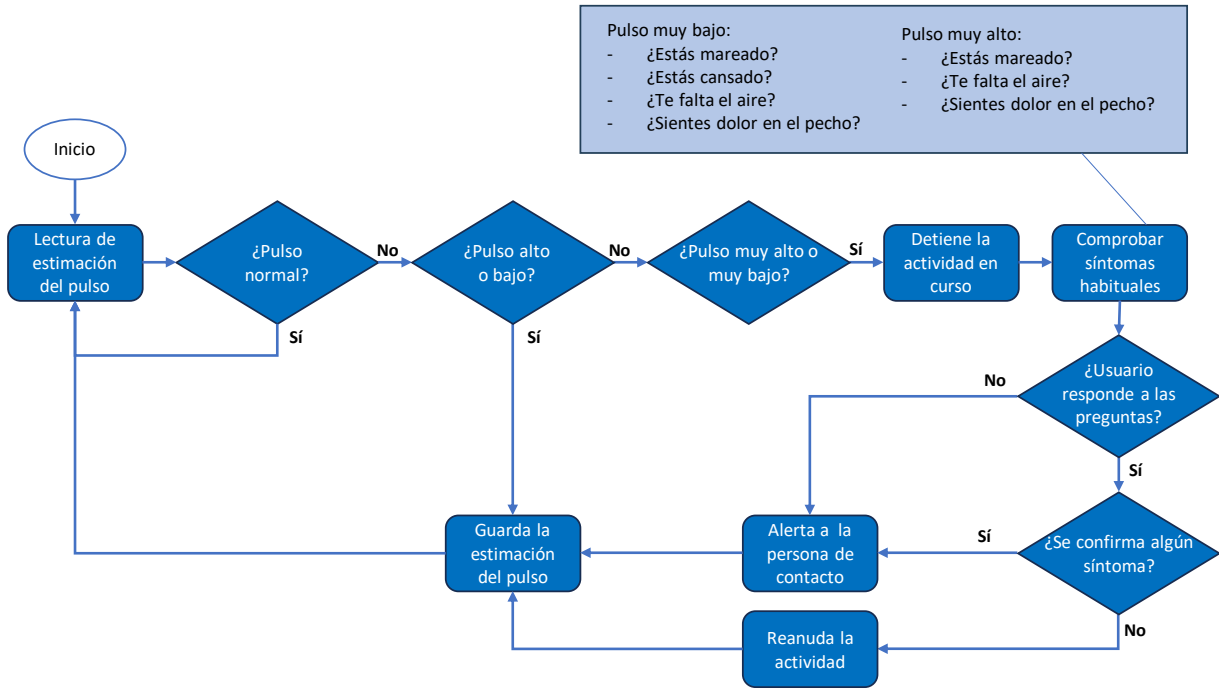 Pulso muy bajo:
- ¿Estás mareado?
- ¿Estás cansado?
- ¿Te falta el aire?
- ¿Sientes dolor en el pecho?
Pulso muy alto:
- ¿Estás mareado?
- ¿Te falta el aire?
- ¿Sientes dolor en el pecho?
Inicio
Lectura de
estimación
del pulso
¿Pulso
normal?
No
Sí
¿Pulso alto
o bajo?
No
Sí
¿Pulso muy alto o
muy bajo?
Sí
Detiene la
actividad en
curso
Comprobar
síntomas
habituales
¿Usuario
responde a las
preguntas?
No
Sí
¿Se confirma algún
síntoma?
Sí
No
Alerta a la
persona de
contacto
Guarda la
estimación
del pulso
Reanuda la
actividad